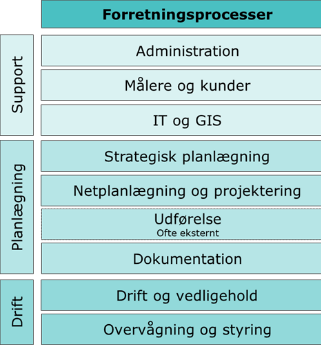 Forretningsprocesser
Support
Administration
Målere og kunder
IT og GIS
Planlægning
Strategisk planlægning
Netplanlægning og projektering
Udførelse
Ofte eksternt
Dokumentation
Drift
Drift og vedligehold
Overvågning og styring